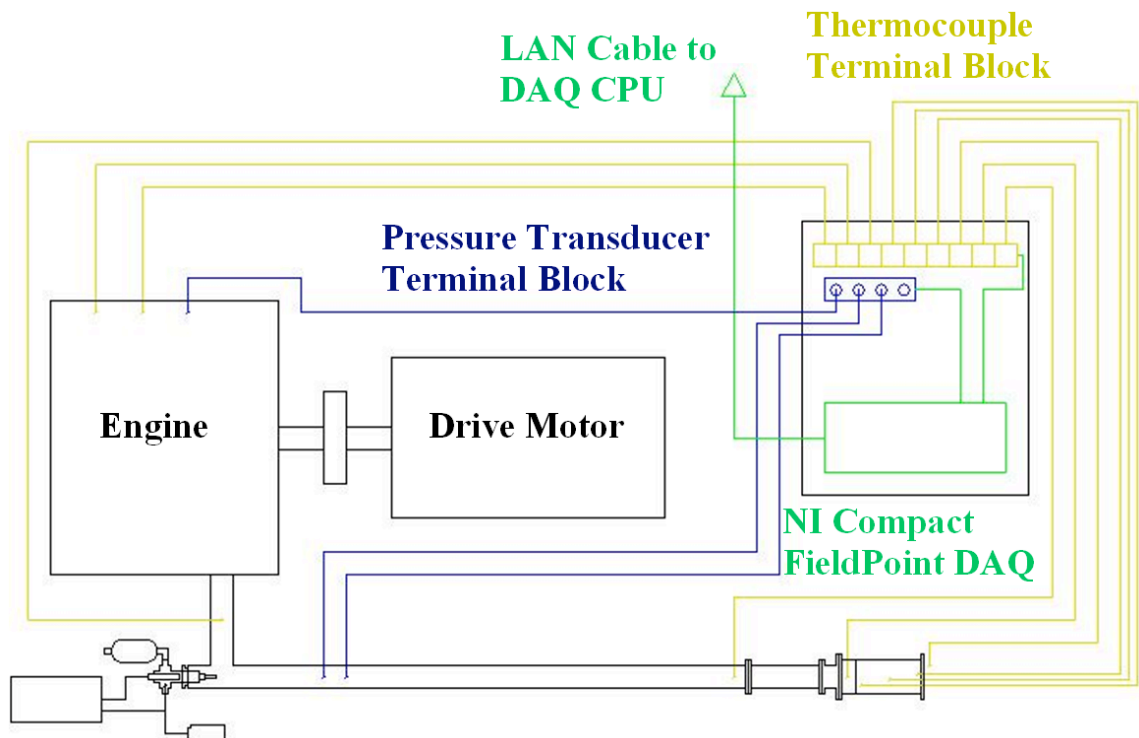 Thermocouple
Terminal Block
LAN Cable to
DAQ CPU
Pressure Transducer
Terminal Block
Engine
Drive Motor
NI Compact
FieldPoint DAQ